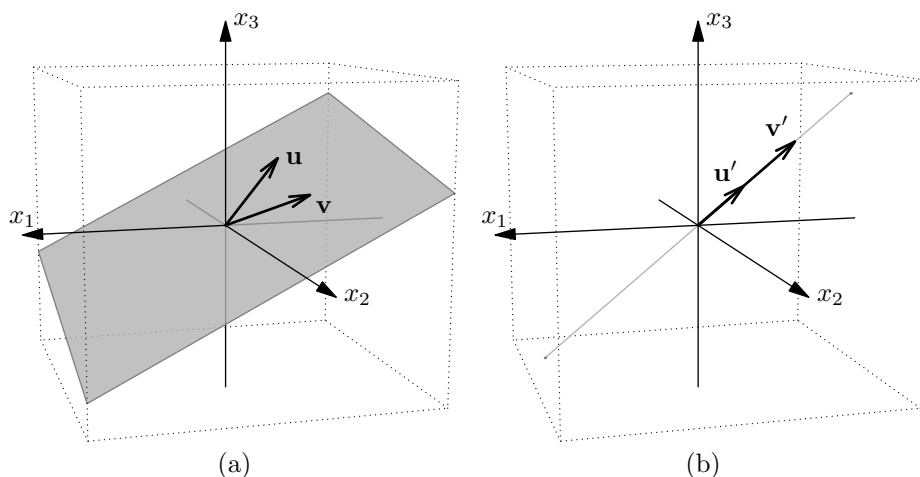 x₃
x₃
u
v
v′
u′
x₁
x₁
x₂
x₂
(a)
(b)